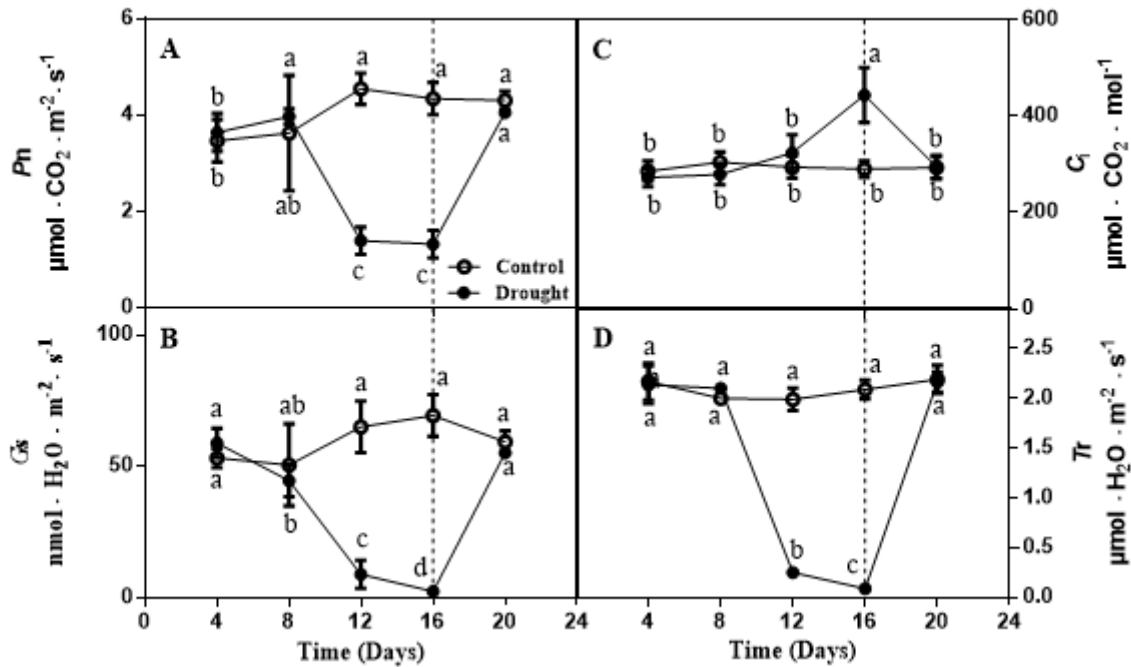 6
4
2
0
Pn
μmol · CO₂ · m⁻² · s⁻¹
A
b
b
a
ab
a
c
a
c
a
a
Control
Drought
C
b
b
b
b
b
b
a
b
b
b
600
400
200
0
Cᵢ
μmol · CO₂ · mol⁻¹
100
50
0
Gs
nmol · H₂O · m⁻² · s⁻¹
B
a
a
ab
b
a
c
a
d
a
a
D
a
a
a
a
a
a
b
a
c
a
a
2.5
2.0
1.5
1.0
0.5
0.0
Tr
μmol · H₂O · m⁻² · s⁻¹
0 4 8 12 16 20 24 4 8 12 16 20 24
Time (Days) Time (Days)